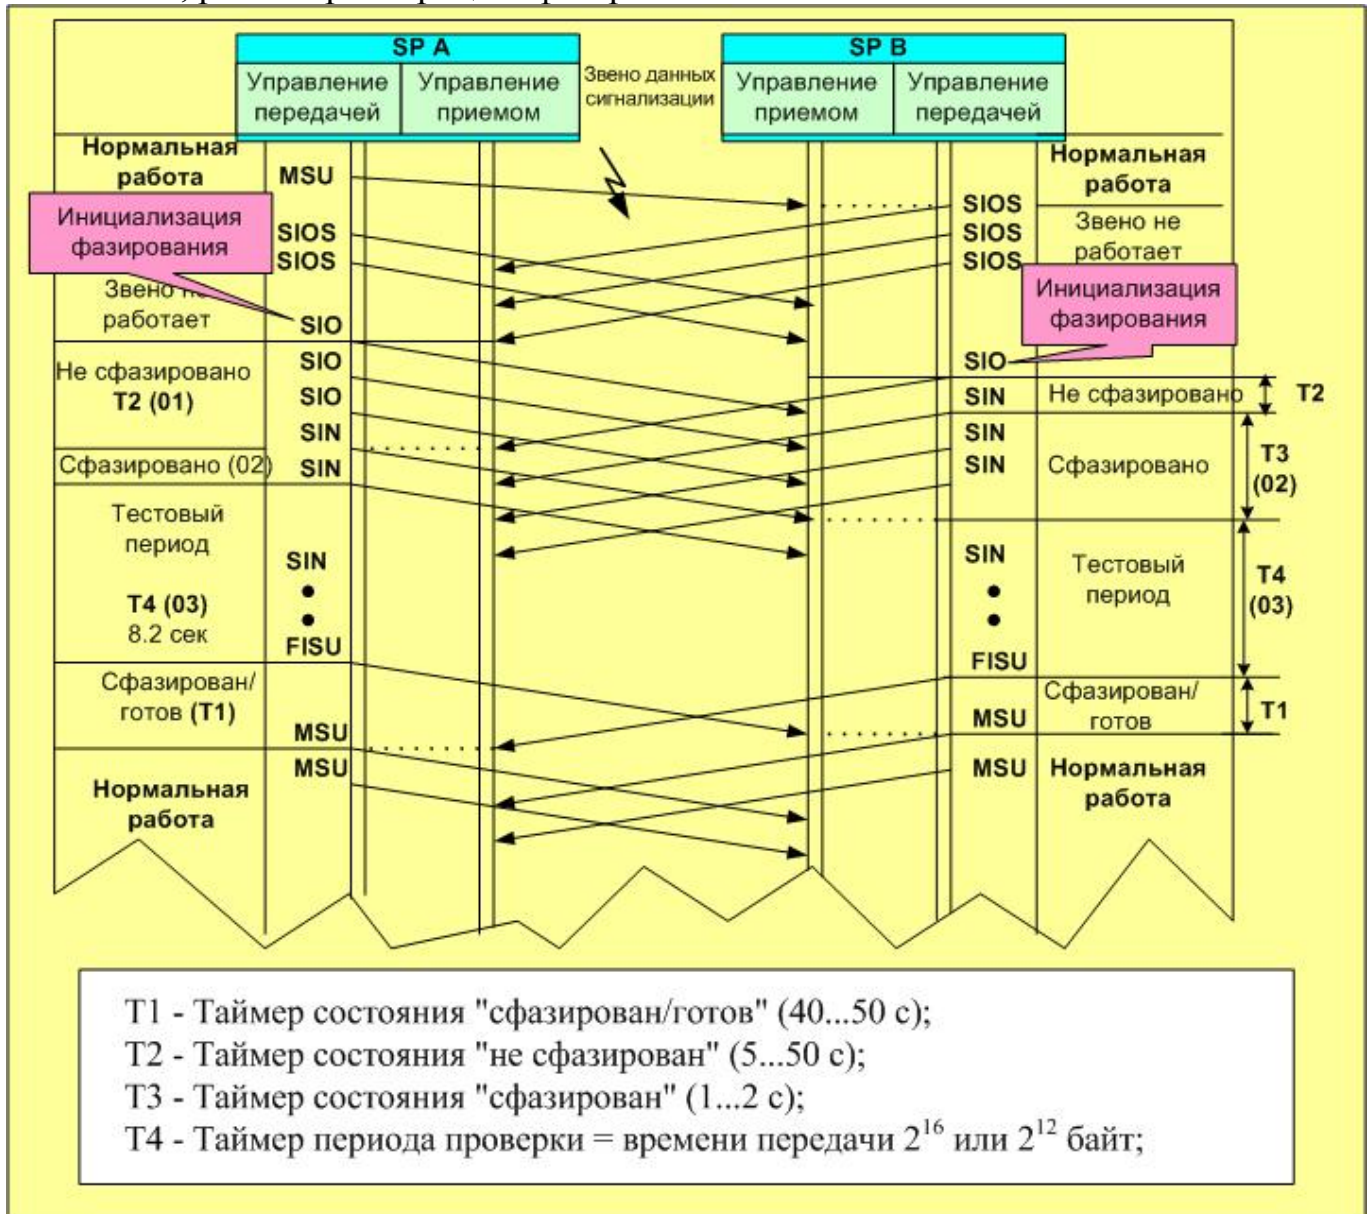 SP A
SP B
Управление
передачей
Управление
приемом
Звено данных
сигнализации
Управление
приемом
Управление
передачей
Нормальная
работа
MSU
Нормальная
работа
Инициализация
фазирования
SIOS
SIOS
SIOS
SIOS
SIOS
Звено не
работает
Звено
работает
SIO
Инициализация
фазирования
SIO
Не сфазировано
T2 (01)
SIO
SIO
SIN
Сфазировано (02)
SIN
SIN
Не сфазировано
T2
SIN
SIN
Сфазировано
T3
(02)
Тестовый
период
T4 (03)
8.2 сек
SIN
•
•
FISU
SIN
•
•
FISU
Тестовый
период
T4
(03)
Сфазирован/
готов (T1)
MSU
MSU
Сфазирован/
готов
T1
MSU
Нормальная
работа
MSU
Нормальная
работа
T1 - Таймер состояния "сфазирован/готов" (40...50 с);
T2 - Таймер состояния "не сфазирован" (5...50 с);
T3 - Таймер состояния "сфазирован" (1...2 с);
T4 - Таймер периода проверки = времени передачи 2^16 или 2^12 байт;